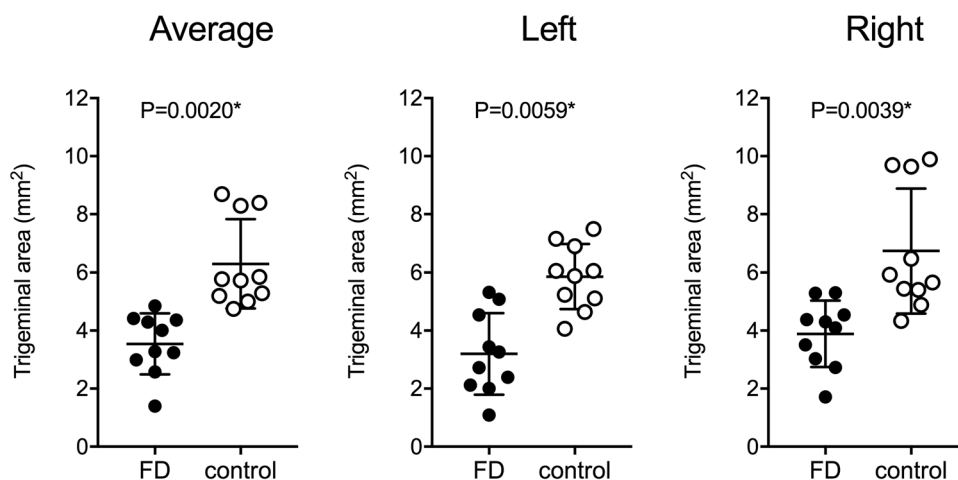 Average
Left
Right
P=0.0020*
P=0.0059*
P=0.0039*
Trigeminal area (mm²)
12
10
8
6
4
2
0
FD
control
Trigeminal area (mm²)
12
10
8
6
4
2
0
FD
control
Trigeminal area (mm²)
12
10
8
6
4
2
0
FD
control